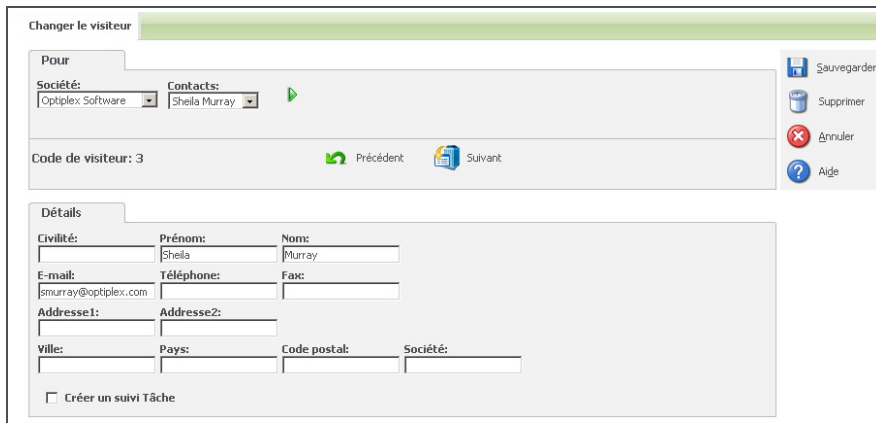 Changer le visiteur
Pour
Société: Contacts:
Optiplex Software Sheila Murray
Code de visiteur: 3 Précédent Suivant
Sauvegarder
Supprimer
Annuler
Aide
Détails
Civilité: Prénom: Nom:
Sheila Murray
E-mail: Téléphone: Fax:
smurray@optiplex.com
Addresse1: Addresse2:
Ville: Pays: Code postal: Société:
Créer un suivi Tâche